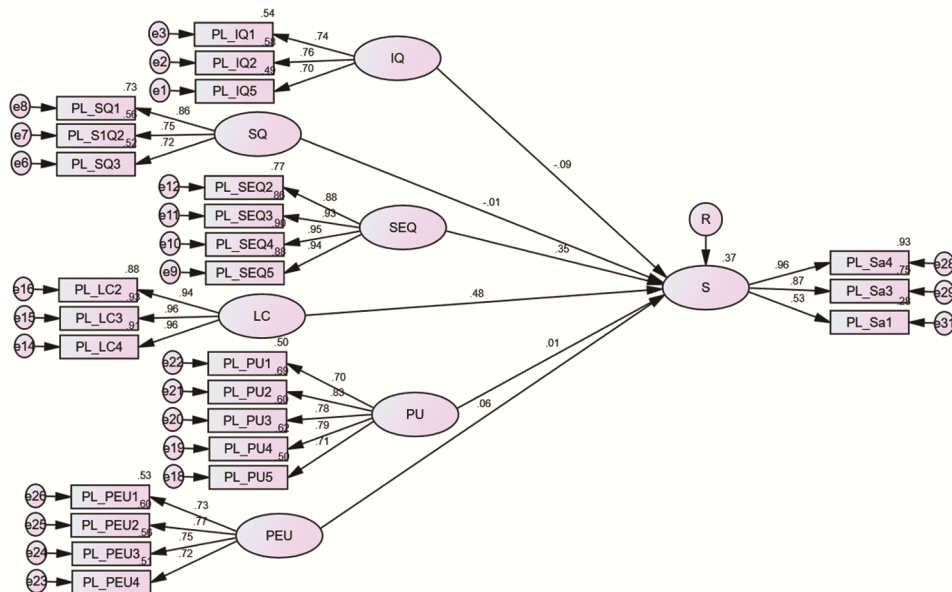 .54
e3 PL_IQ1 .74
.58
e2 PL_IQ2 .76 IQ
.49
e1 PL_IQ5 .70
.73
e8 PL_SQ1 .86
.56
e7 PL_S1Q2 .75 SQ
.52
e6 PL_SQ3 .72
-.09
.77
e12 PL_SEQ2 .88
.86
e11 PL_SEQ3 .93 SEQ
.90
e10 PL_SEQ4 .95
.88
e9 PL_SEQ5 .94
-.01
.35
R
.37
S
.93
.96 PL_Sa4 e28
.75
.87 PL_Sa3 e29
.28
.53 PL_Sa1 e31
.88
e16 PL_LC2 .94
.93
e15 PL_LC3 .96 LC .48
.91
e14 PL_LC4 .96
.50
e22 PL_PU1 .70
.69
e21 PL_PU2 .83
.60
e20 PL_PU3 .78 PU .01
.62
e19 PL_PU4 .79
.50
e18 PL_PU5 .71
.06
.53
e26 PL_PEU1 .73
.60
e25 PL_PEU2 .77
.56
e24 PL_PEU3 .75 PEU
.51
e23 PL_PEU4 .72